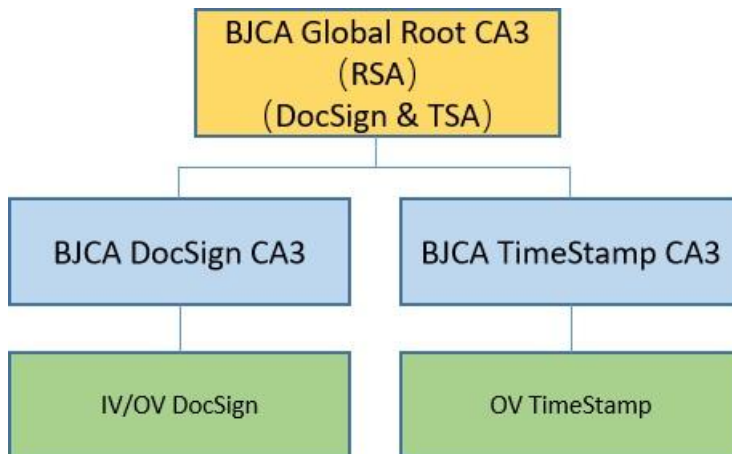 BJCA Global Root CA3
（RSA）
（DocSign & TSA）
BJCA DocSign CA3
BJCA TimeStamp CA3
IV/OV DocSign
OV TimeStamp